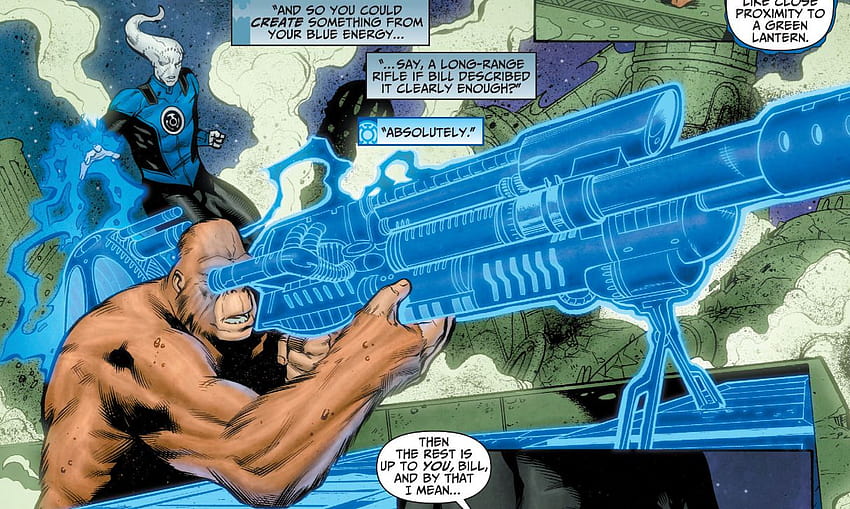 "AND SO YOU COULD
CREATE SOMETHING FROM
YOUR BLUE ENERGY...
LIKE CLOSE
PROXIMITY TO
A GREEN
LANTERN.
"...SAY, A LONG-RANGE
RIFLE IF BILL DESCRIBED
IT CLEARLY ENOUGH?"
"ABSOLUTELY."
THEN
THE REST IS
UP TO YOU, BILL,
AND BY THAT
I MEAN...